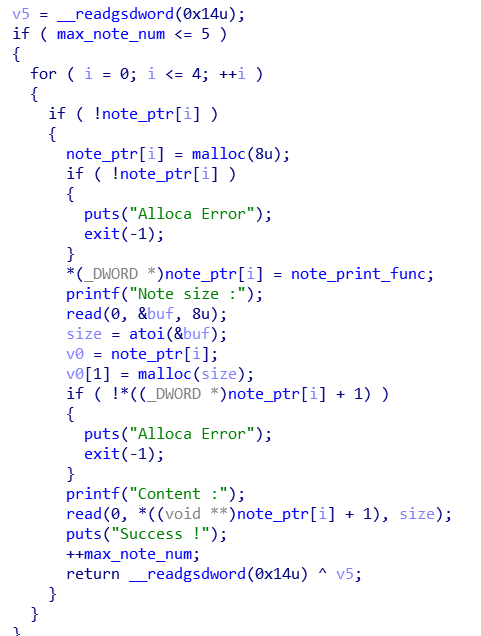 v5 = __readgsdword(0x14u);
if ( max_note_num <= 5 )
{
for ( i = 0; i <= 4; ++i )
{
if ( !note_ptr[i] )
{
note_ptr[i] = malloc(8u);
if ( !note_ptr[i] )
{
puts("Alloca Error");
exit(-1);
}
*(_DWORD *)note_ptr[i] = note_print_func;
printf("Note size :");
read(0, &buf, 8u);
size = atoi(&buf);
v0 = note_ptr[i];
v0[1] = malloc(size);
if ( !*((_DWORD *)note_ptr[i] + 1) )
{
puts("Alloca Error");
exit(-1);
}
printf("Content :");
read(0, *((void **)note_ptr[i] + 1), size);
puts("Success !");
++max_note_num;
return __readgsdword(0x14u) ^ v5;
}
}
}